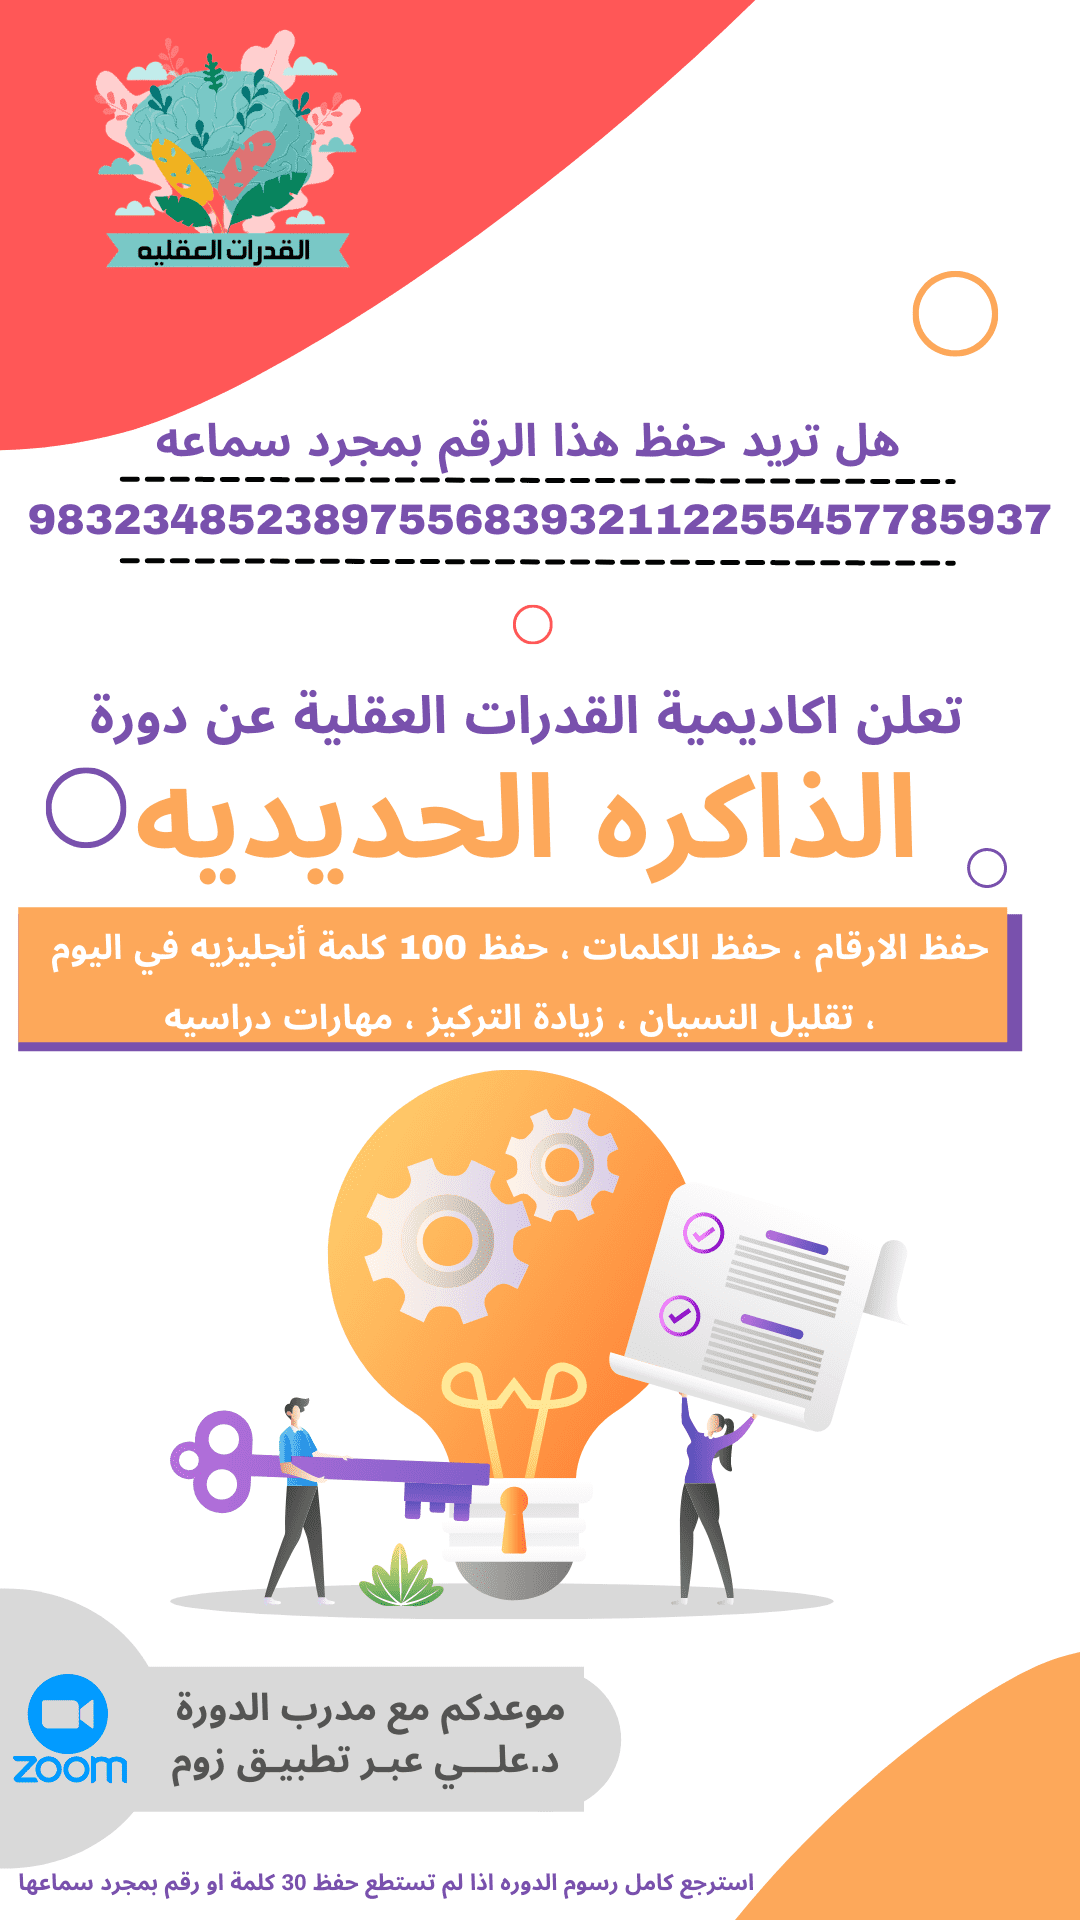 القدرات العقليه
هل تريد حفظ هذا الرقم بمجرد سماعه
983234852389755683932112255457785937
تعلن اكاديمية القدرات العقلية عن دورة
الذاكره الحديديه
حفظ الارقام ، حفظ الكلمات ، حفظ 100 كلمة أنجليزيه في اليوم
، تقليل النسيان ، زيادة التركيز ، مهارات دراسيه
موعدكم مع مدرب الدورة
د.علـــي عبـر تطبيـق زوم
zoom
استرجع كامل رسوم الدوره اذا لم تستطع حفظ 30 كلمة او رقم بمجرد سماعها